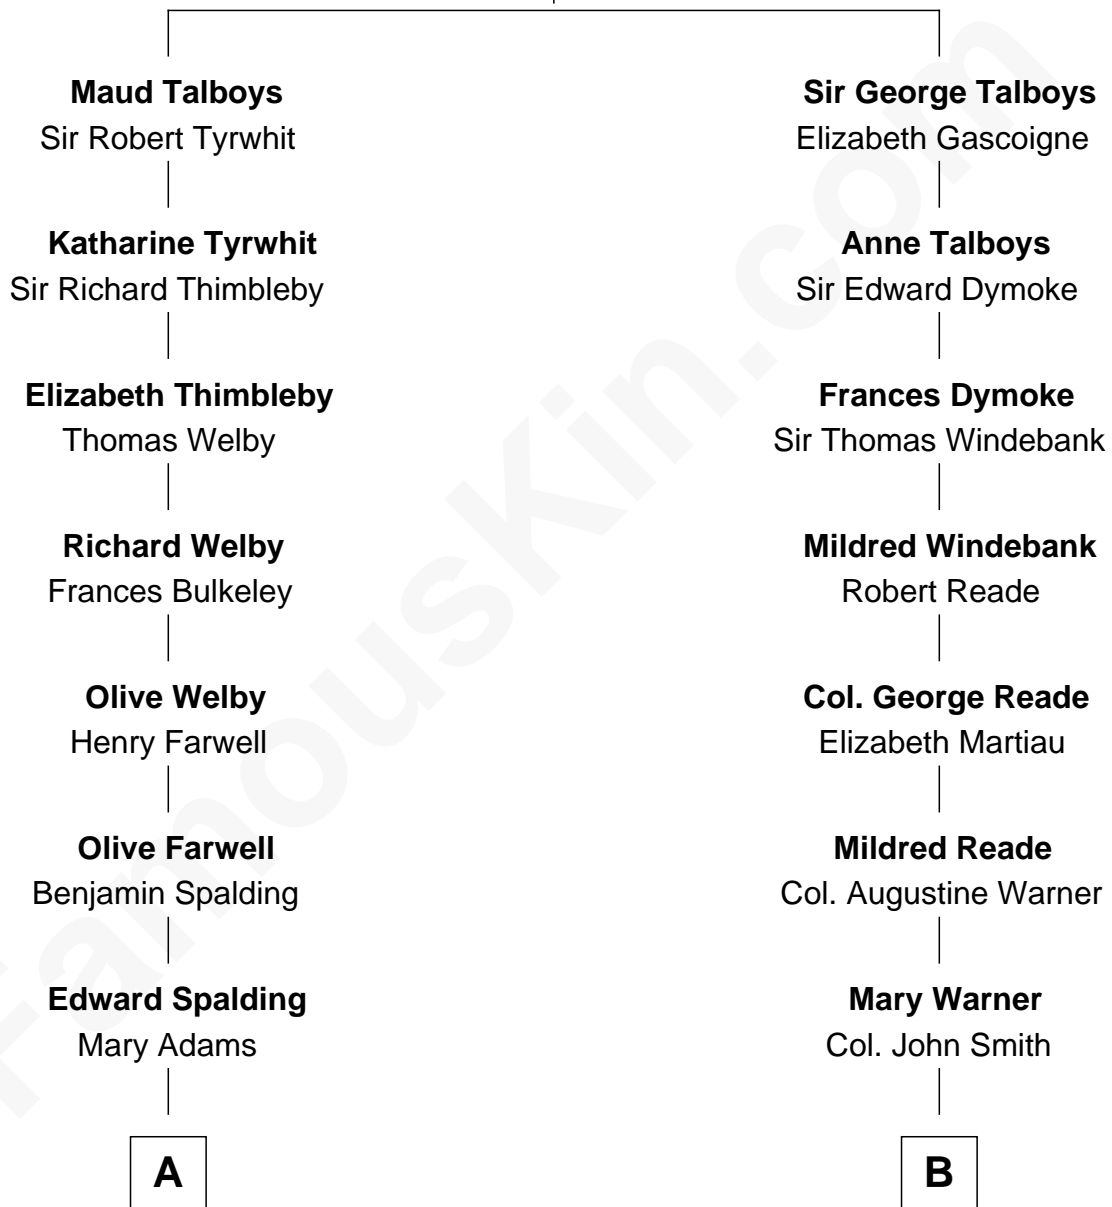 Maud Talboys
Sir Robert Tyrwhit
Katharine Tyrwhit
Sir Richard Thimbleby
Elizabeth Thimbleby
Thomas Welby
Richard Welby
Frances Bulkeley
Olive Welby
Henry Farwell
Olive Farwell
Benjamin Spalding
Edward Spalding
Mary Adams
A
Sir George Talboys
Elizabeth Gascoigne
Anne Talboys
Sir Edward Dymoke
Frances Dymoke
Sir Thomas Windebank
Mildred Windebank
Robert Reade
Col. George Reade
Elizabeth Martiau
Mildred Reade
Col. Augustine Warner
Mary Warner
Col. John Smith
B
FamousKin.com